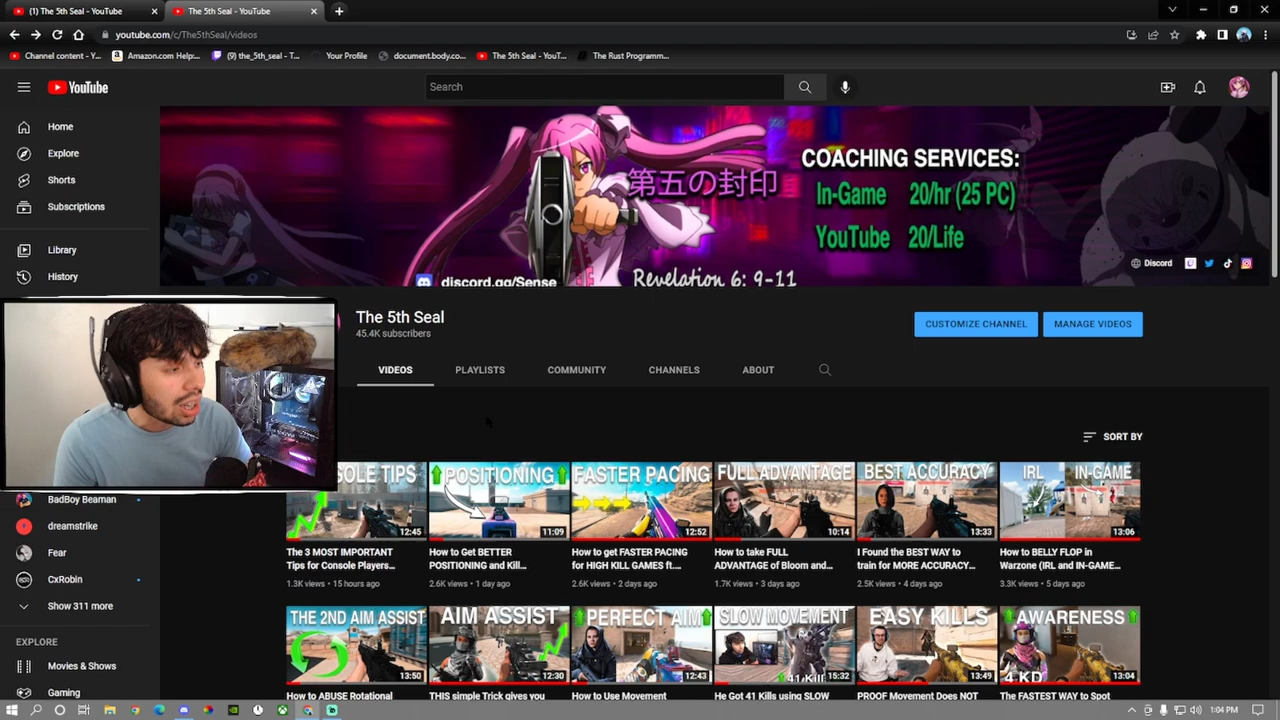 (1) The 5th Seal - YouTube
The 5th Seal - YouTube
youtube.com/c/The5thSeal/videos
Channel content - Y...
Amazon.com Help:...
(9) the_5th_seal - T...
Your Profile
document.body.co...
The 5th Seal - YouT...
The Rust Programm...
YouTube
Search
Home
Explore
Shorts
Subscriptions
Library
History
第五の封印
COACHING SERVICES:
In-Game 20/hr (25 PC)
YouTube 20/Life
discord.gg/Sense
Revelation 6: 9-11
Discord
The 5th Seal
45.4K subscribers
CUSTOMIZE CHANNEL
MANAGE VIDEOS
VIDEOS
PLAYLISTS
COMMUNITY
CHANNELS
ABOUT
SORT BY
BadBoy Beaman
dreamstrike
Fear
CxRobin
Show 311 more
EXPLORE
Movies & Shows
Gaming
TIPS
12:45
POSITIONING
11:09
FASTER PACING
12:52
FULL ADVANTAGE
10:14
BEST ACCURACY
13:33
IRL IN-GAME
13:06
The 3 MOST IMPORTANT
Tips for Console Players...
1.3K views • 15 hours ago
How to Get BETTER
POSITIONING and Kill...
2.6K views • 1 day ago
How to get FASTER PACING
for HIGH KILL GAMES ft....
2.6K views • 2 days ago
How to take FULL
ADVANTAGE of Bloom and...
1.7K views • 3 days ago
I Found the BEST WAY to
train for MORE ACCURACY...
2.5K views • 4 days ago
How to BELLY FLOP in
Warzone (IRL and IN-GAME...
3.3K views • 5 days ago
THE 2ND AIM ASSIST
13:50
AIM ASSIST
12:30
PERFECT AIM
12:43
SLOW MOVEMENT
41 Kill
15:32
EASY KILLS
13:49
AWARENESS
4 KD
13:04
How to ABUSE Rotational
THIS simple Trick gives you
How to Use Movement
He Got 41 Kills using SLOW
PROOF Movement Does NOT
The FASTEST WAY to Spot
1:04 PM